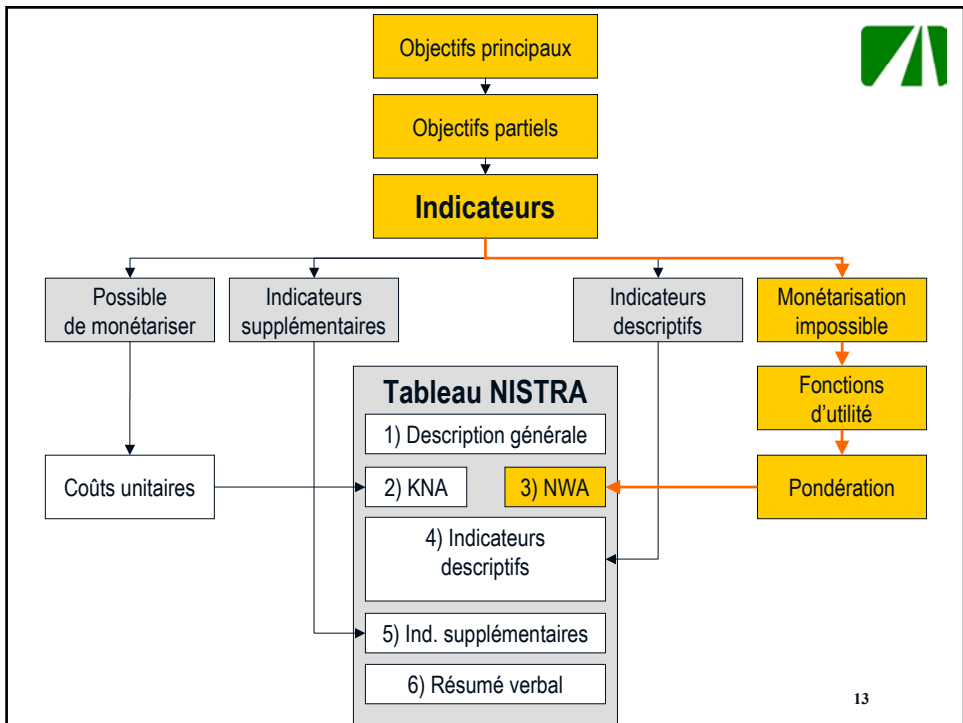 Objectifs principaux
Objectifs partiels
Indicateurs
Possible
de monétariser
Indicateurs
supplémentaires
Indicateurs
descriptifs
Monétarisation
impossible
Fonctions
d’utilité
Tableau NISTRA
1) Description générale
Coûts unitaires
2) KNA
3) NWA
Pondération
4) Indicateurs
descriptifs
5) Ind. supplémentaires
6) Résumé verbal
13